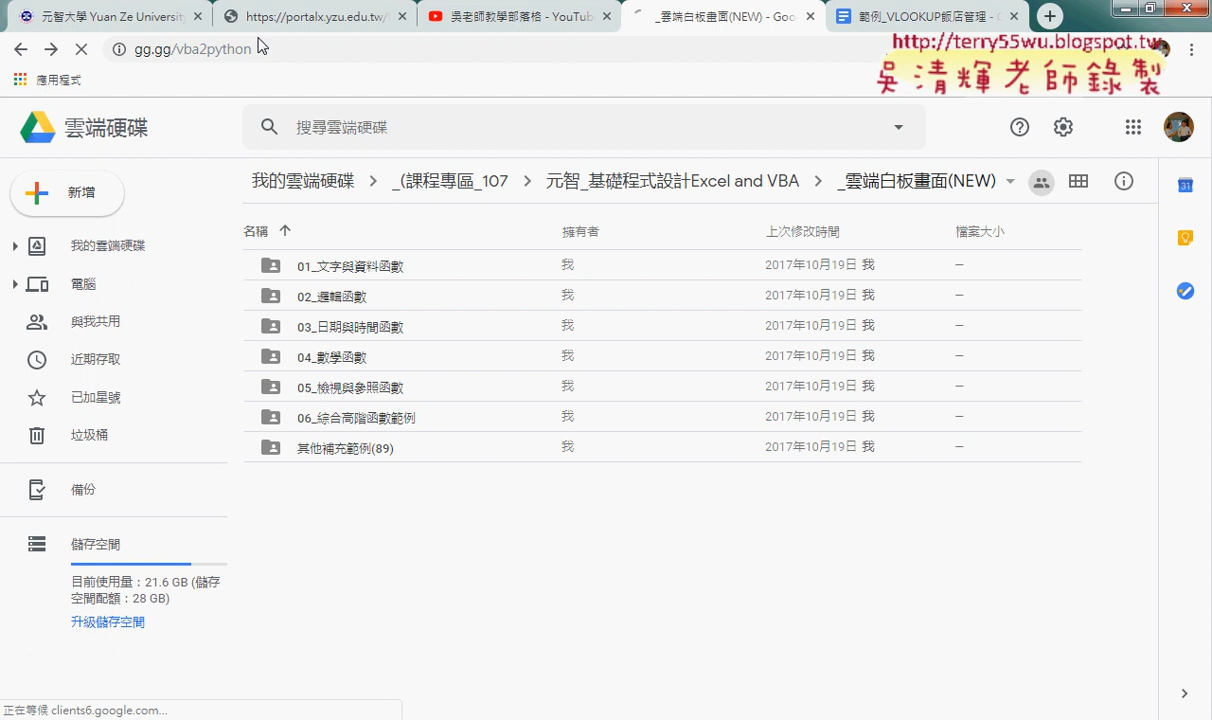 元智大學 Yuan Ze University
https://portalx.yzu.edu.tw/
吳老師教學部落格 - YouTub
_雲端白板畫面(NEW) - Goo
範例_VLOOKUP飯店管理 - G
gg.gg/vba2python
http://terry55wu.blogspot.tw
應用程式
吳清輝老師錄製
雲端硬碟
搜尋雲端硬碟
新增
我的雲端硬碟
電腦
與我共用
近期存取
已加星號
垃圾桶
備份
儲存空間
目前使用量：21.6 GB (儲存
空間配額：28 GB)
升級儲存空間
我的雲端硬碟 > _(課程專區_107 > 元智_基礎程式設計Excel and VBA > _雲端白板畫面(NEW)
名稱 擁有者 上次修改時間 檔案大小
01_文字與資料函數 我 2017年10月19日 我 —
02_邏輯函數 我 2017年10月19日 我 —
03_日期與時間函數 我 2017年10月19日 我 —
04_數學函數 我 2017年10月19日 我 —
05_檢視與參照函數 我 2017年10月19日 我 —
06_綜合高階函數範例 我 2017年10月19日 我 —
其他補充範例(89) 我 2017年10月19日 我 —
31
正在等候 clients6.google.com...